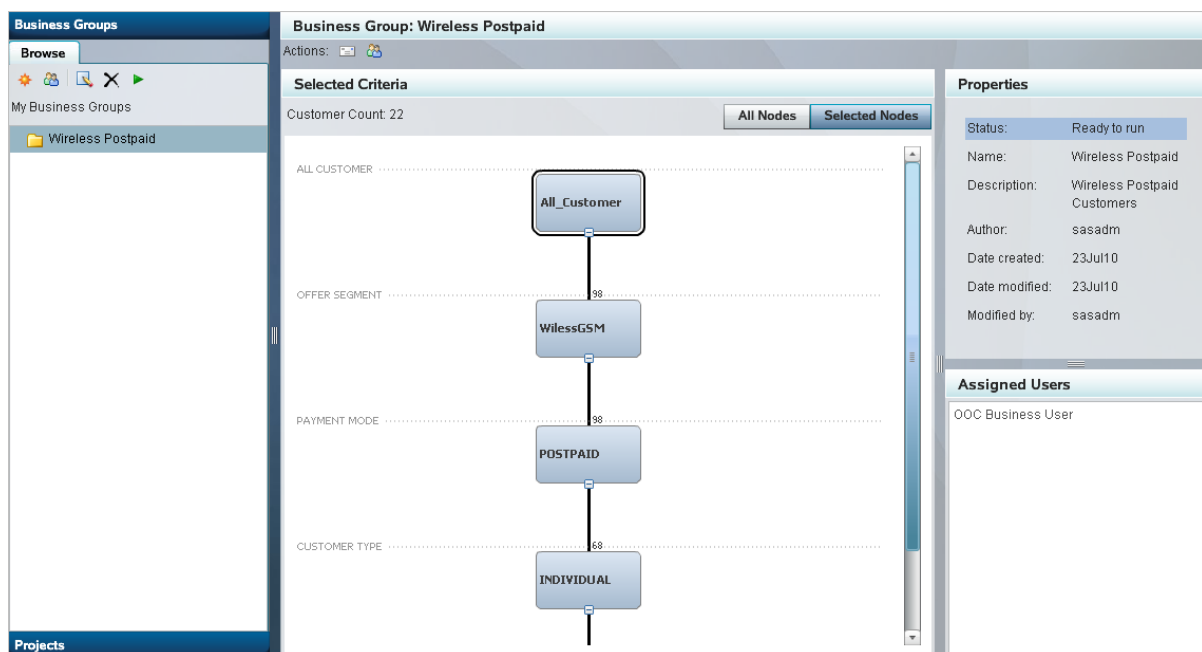 Business Groups
Browse
My Business Groups
Wireless Postpaid
Projects
Business Group: Wireless Postpaid
Actions:
Selected Criteria
Customer Count: 22
All Nodes
Selected Nodes
ALL CUSTOMER
All_Customer
OFFER SEGMENT
98
WilessGSM
PAYMENT MODE
98
POSTPAID
CUSTOMER TYPE
68
INDIVIDUAL
Properties
Status: Ready to run
Name: Wireless Postpaid
Description: Wireless Postpaid
Customers
Author: sasadm
Date created: 23Jul10
Date modified: 23Jul10
Modified by: sasadm
Assigned Users
OOC Business User